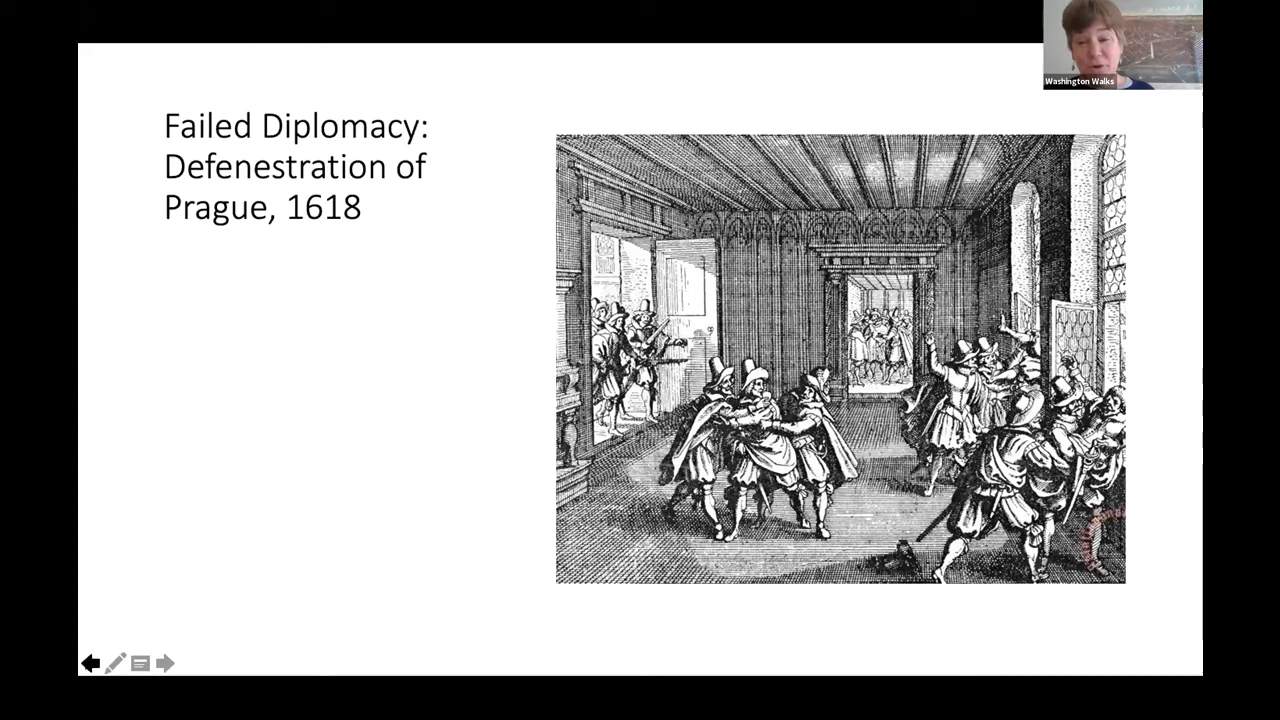 Washington Walks
Failed Diplomacy:
Defenestration of
Prague, 1618